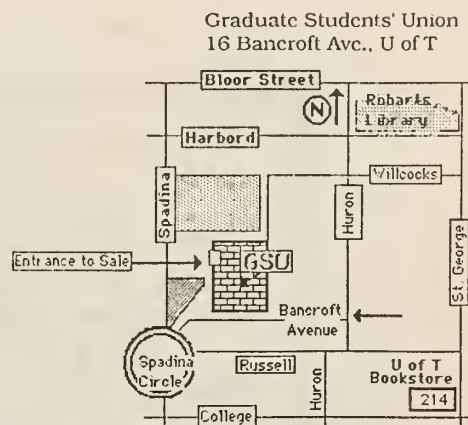 Graduate Students' Union
16 Bancroft Ave., U of T
Bloor Street
N
Robarts
Library
Harbord
Willcocks
Spadina
Huron
St. George
GSU
Entrance to Sale
Bancroft
Avenue
Spadina
Circle
Russell
Huron
U of T
Bookstore
214
College